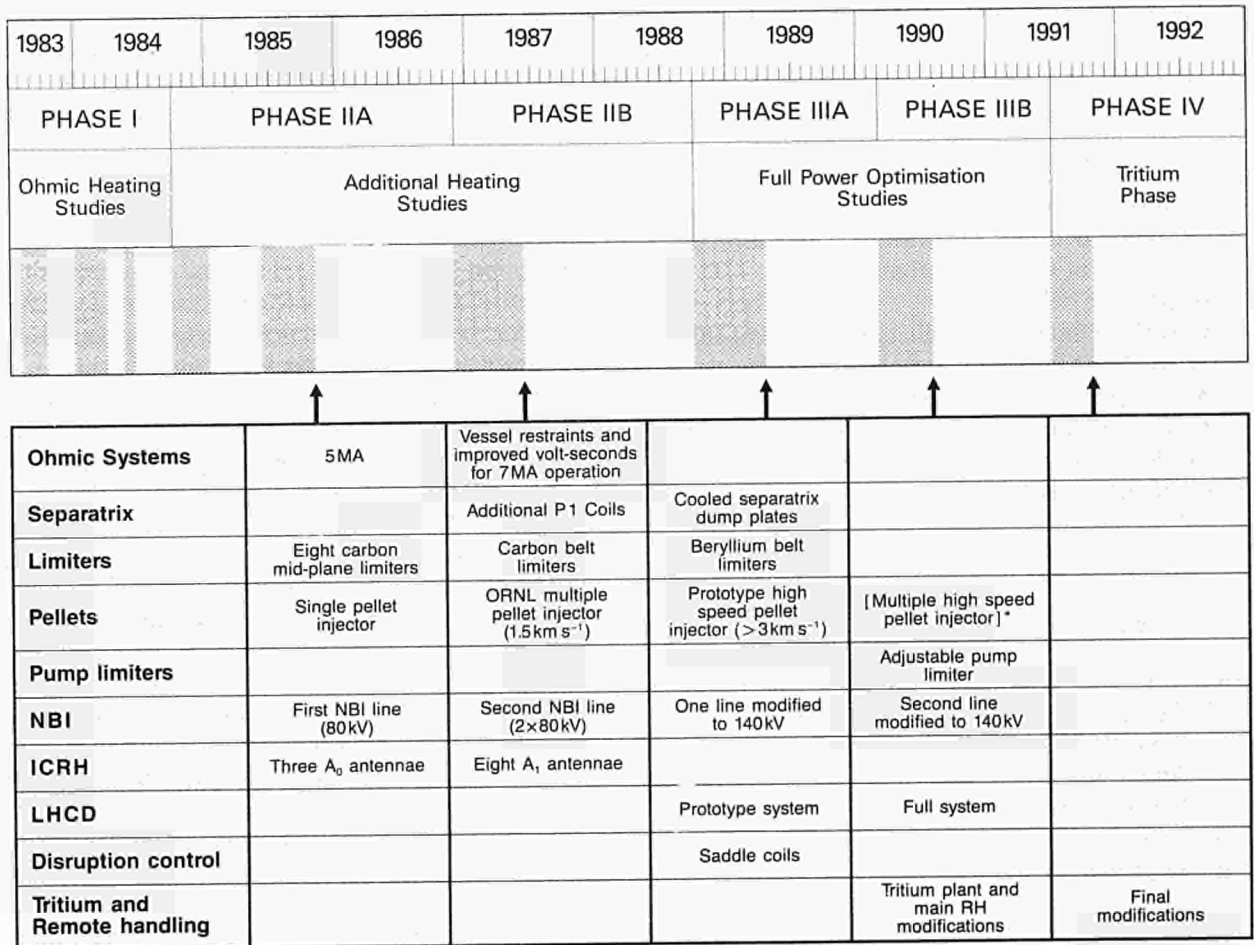 1983 1984 1985 1986 1987 1988 1989 1990 1991 1992
PHASE I PHASE IIA PHASE IIB PHASE IIIA PHASE IIIB PHASE IV
Ohmic Heating
Studies
Additional Heating
Studies
Full Power Optimisation
Studies
Tritium
Phase
Ohmic Systems
5MA
Vessel restraints and
improved volt-seconds
for 7MA operation
Separatrix
Additional P1 Coils
Cooled separatrix
dump plates
Limiters
Eight carbon
mid-plane limiters
Carbon belt
limiters
Beryllium belt
limiters
Pellets
Single pellet
injector
ORNL multiple
pellet injector
(1.5km s⁻¹)
Prototype high
speed pellet
injector (>3km s⁻¹)
[Multiple high speed
pellet injector]*
Pump limiters
Adjustable pump
limiter
NBI
First NBI line
(80kV)
Second NBI line
(2×80kV)
One line modified
to 140kV
Second line
modified to 140kV
ICRH
Three A₀ antennae
Eight A₁ antennae
LHCD
Prototype system
Full system
Disruption control
Saddle coils
Tritium and
Remote handling
Tritium plant and
main RH
modifications
Final
modifications